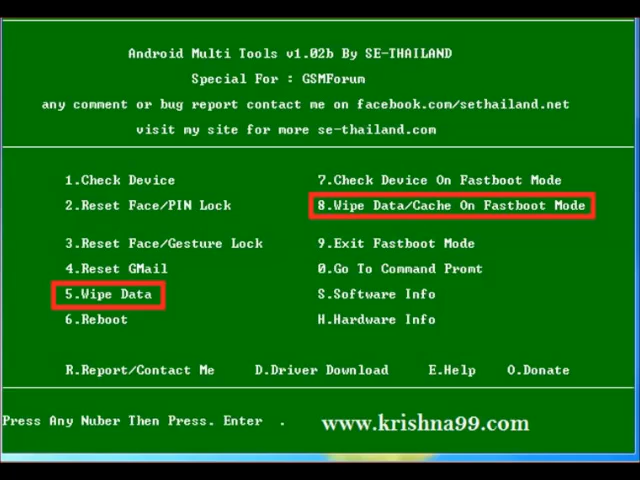 Android Multi Tools v1.02b By SE-THAILAND
Special For : GSMForum
any comment or bug report contact me on facebook.com/sethailand.net
visit my site for more se-thailand.com
1.Check Device 7.Check Device On Fastboot Mode
2.Reset Face/PIN Lock 8.Wipe Data/Cache On Fastboot Mode
3.Reset Face/Gesture Lock 9.Exit Fastboot Mode
4.Reset GMail 0.Go To Command Promt
5.Wipe Data S.Software Info
6.Reboot H.Hardware Info
R.Report/Contact Me D.Driver Download E.Help O.Donate
Press Any Nuber Then Press. Enter .
www.krishna99.com